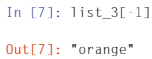 In [7]: list_3[-1]
Out[7]: "orange"